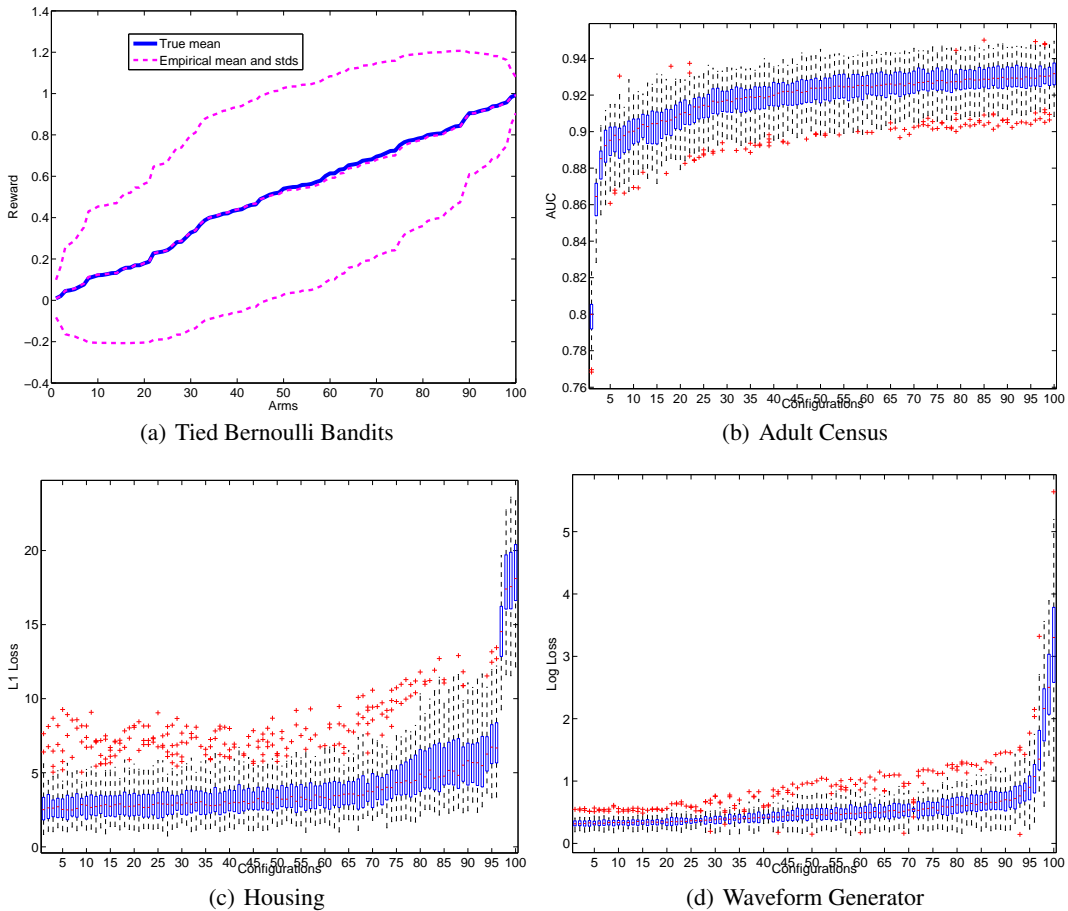 1.4
1.2
1
0.8
0.6
0.4
0.2
0
−0.2
−0.4
Reward
True mean
Empirical mean and stds
0 10 20 30 40 50 60 70 80 90 100
Arms
(a) Tied Bernoulli Bandits
0.94
0.92
0.9
0.88
0.86
0.84
0.82
0.8
0.78
0.76
AUC
5 10 15 20 25 30 35 40 45 50 55 60 65 70 75 80 85 90 95 100
Configurations
(b) Adult Census
20
15
10
5
0
L1 Loss
5 10 15 20 25 30 35 40 45 50 55 60 65 70 75 80 85 90 95 100
Configurations
(c) Housing
5
4
3
2
1
0
Log Loss
5 10 15 20 25 30 35 40 45 50 55 60 65 70 75 80 85 90 95 100
Configurations
(d) Waveform Generator